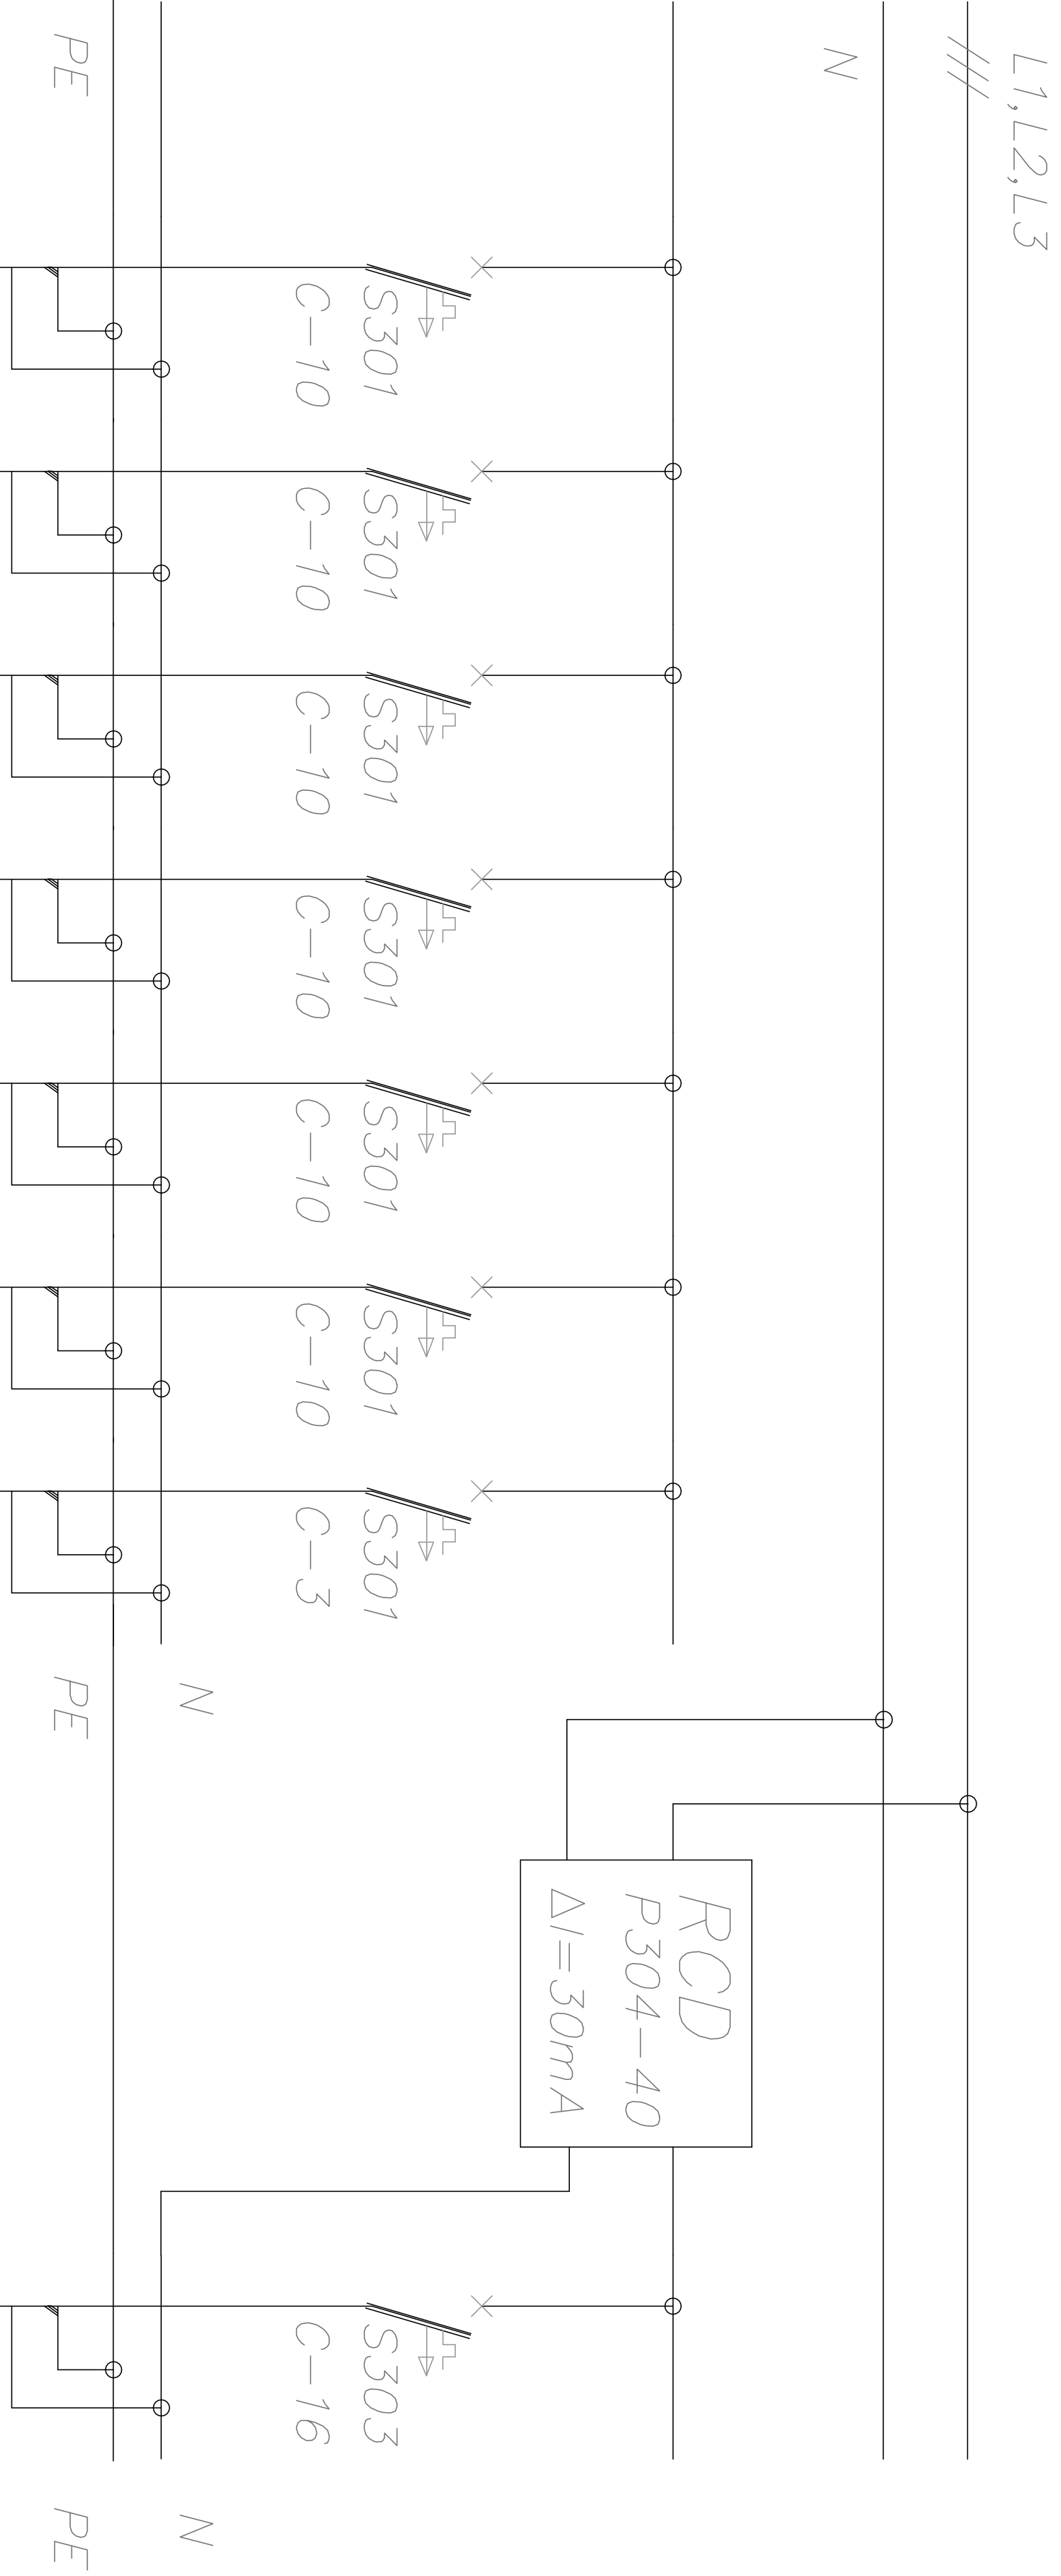 L1,L2,L3
N
PE
S301
C-10
S301
C-10
S301
C-10
S301
C-10
S301
C-10
S301
C-10
S301
C-3
N
PE
RCD
P304-40
ΔI=30mA
S303
C-16
N
PE